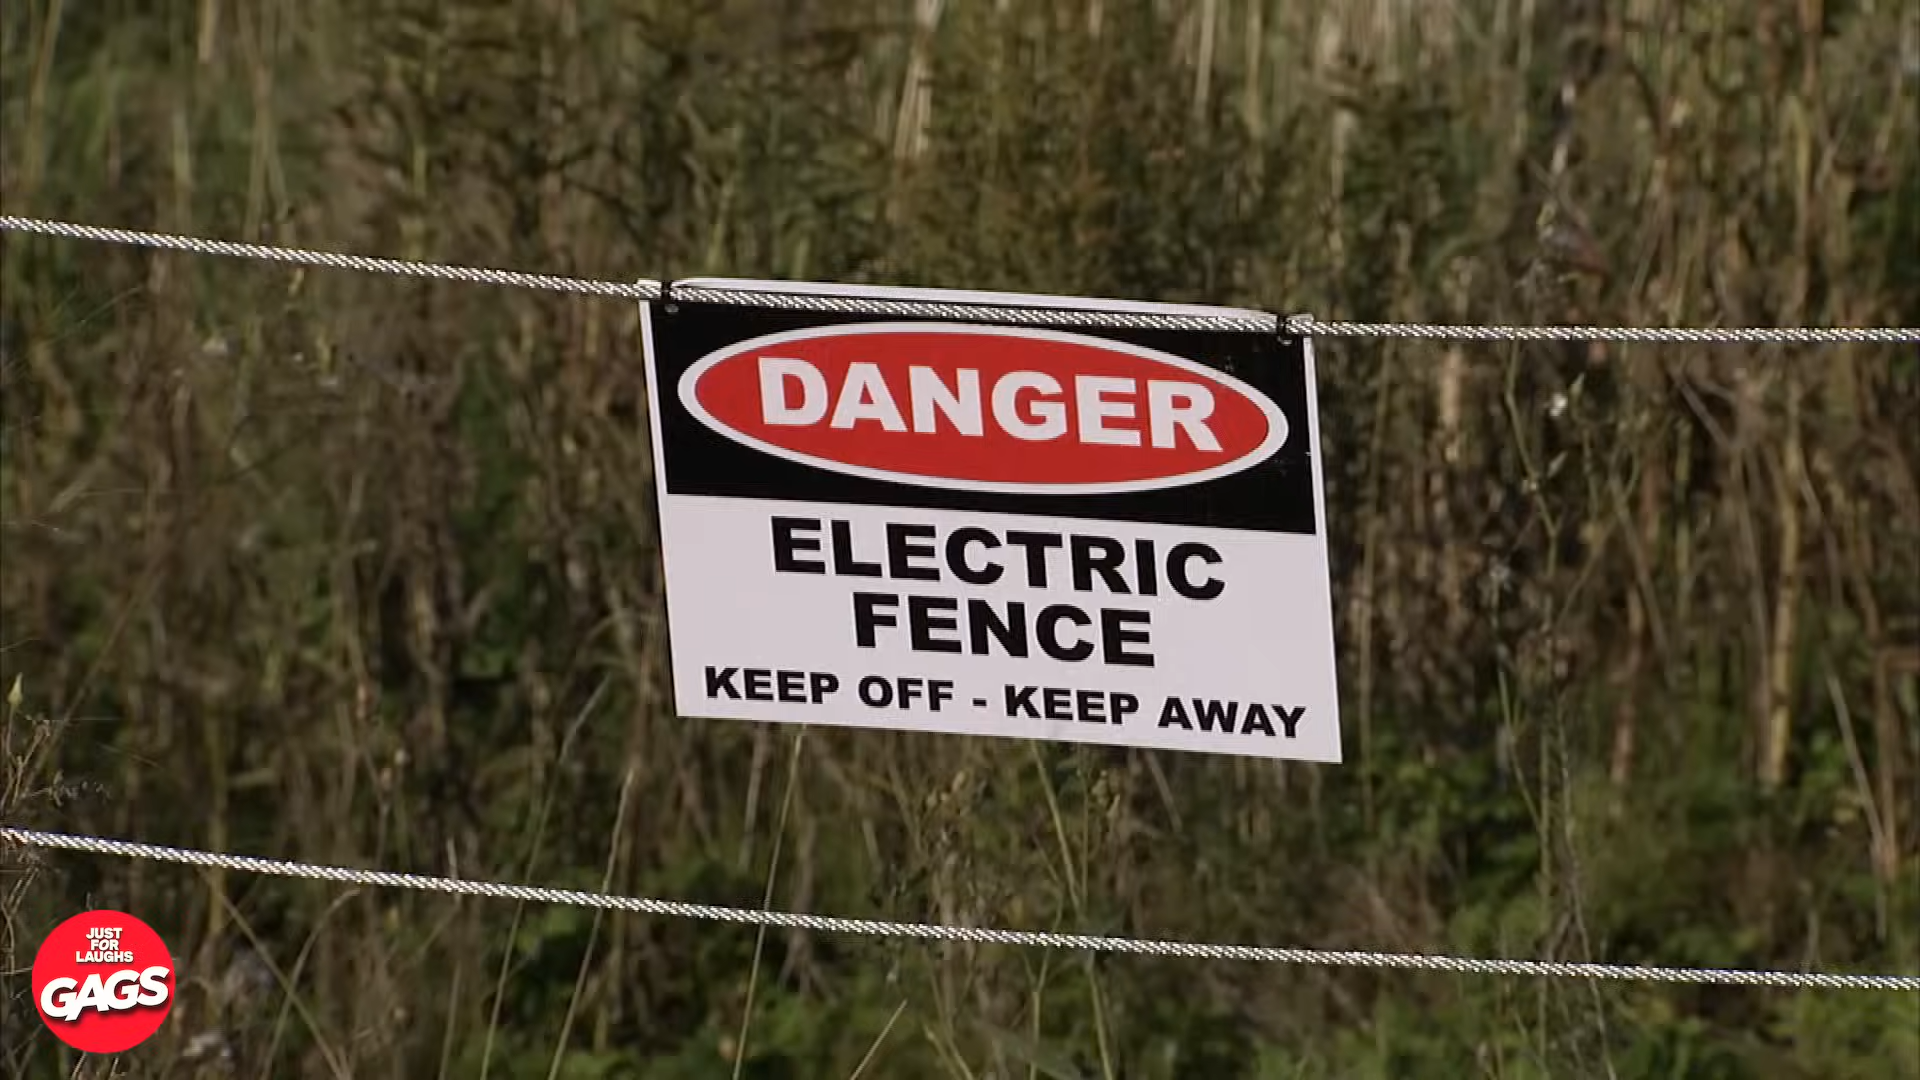 DANGER
ELECTRIC
FENCE
KEEP OFF - KEEP AWAY
JUST
FOR
LAUGHS
GAGS